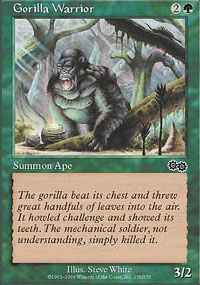 Gorilla Warrior 2
Summon Ape
The gorilla beat its chest and threw
great handfuls of leaves into the air.
It howled challenge and showed its
teeth. The mechanical soldier, not
understanding, simply killed it.
Illus. Steve White
3/2